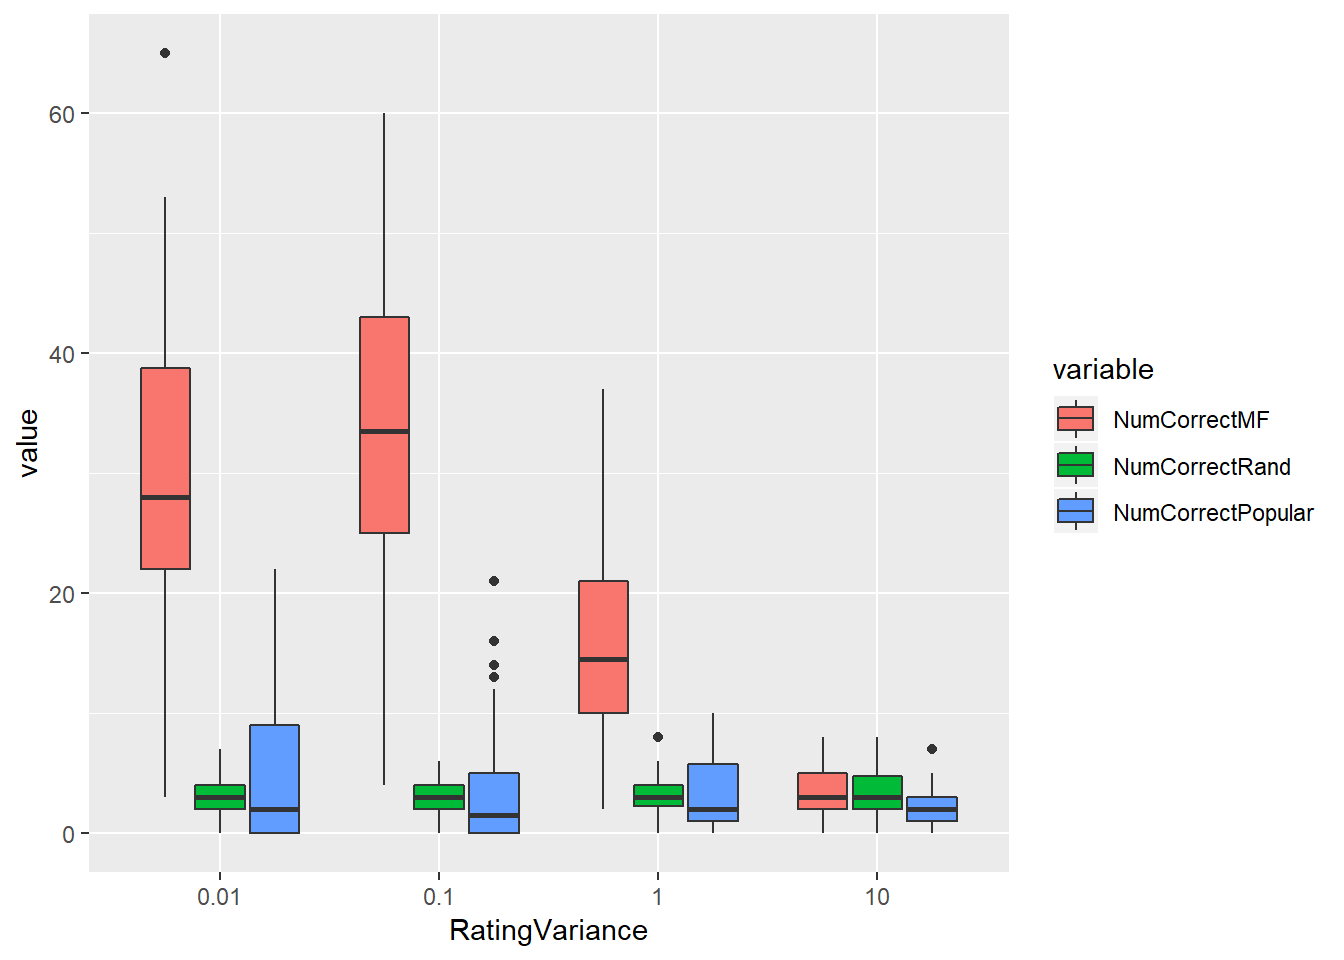 60
40
20
0
value
0.01
0.1
1
10
RatingVariance
variable
NumCorrectMF
NumCorrectRand
NumCorrectPopular